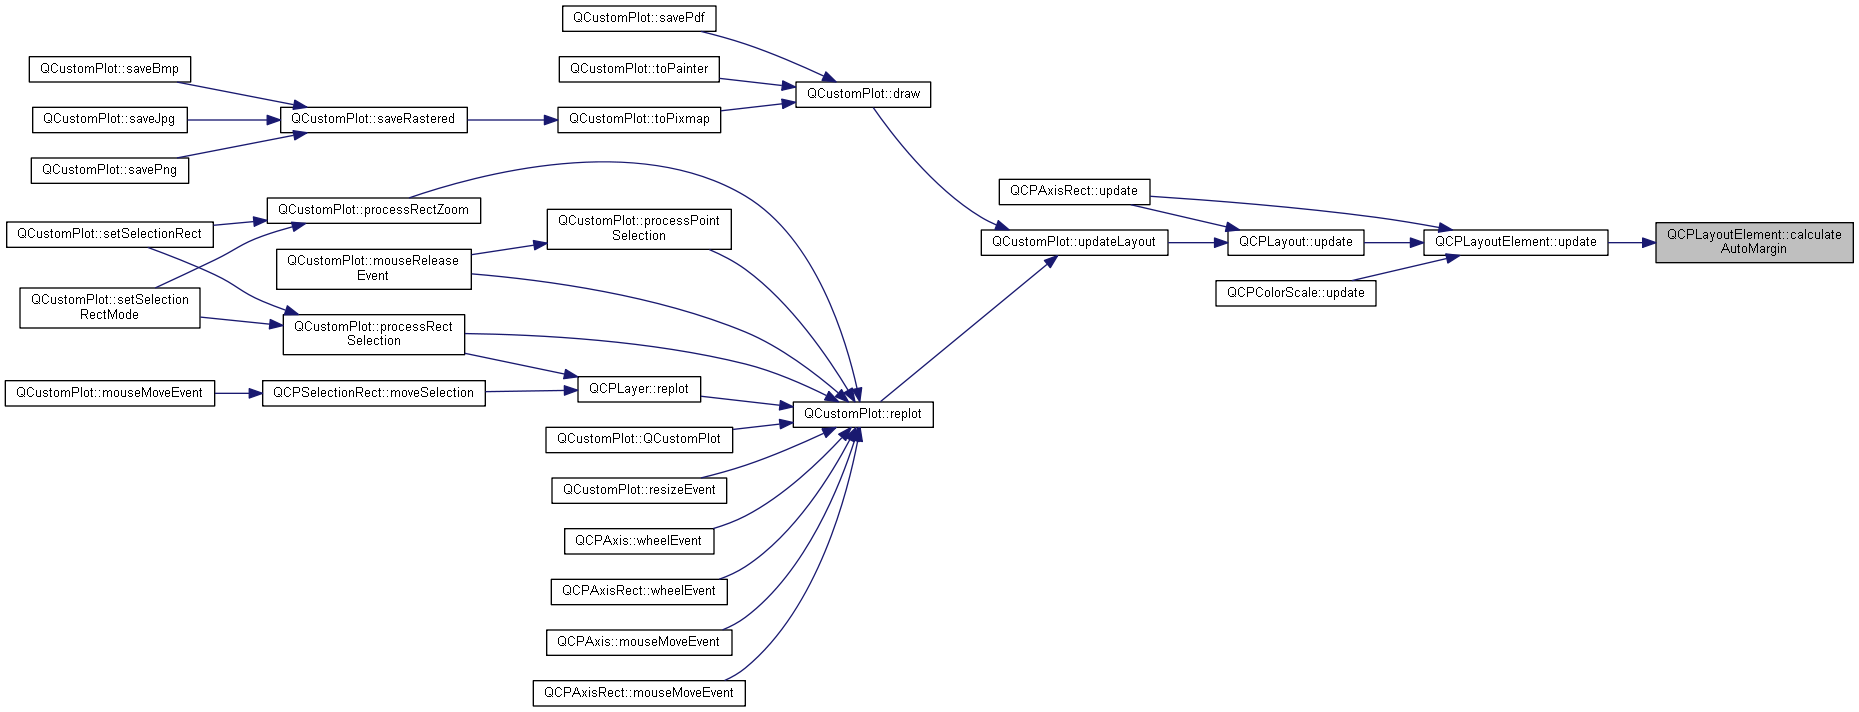 QCustomPlot::savePdf
QCustomPlot::saveBmp
QCustomPlot::toPainter
QCustomPlot::draw
QCustomPlot::saveJpg
QCustomPlot::saveRastered
QCustomPlot::toPixmap
QCustomPlot::savePng
QCPAxisRect::update
QCustomPlot::processRectZoom
QCustomPlot::processPoint
Selection
QCustomPlot::setSelectionRect
QCustomPlot::updateLayout
QCPLayout::update
QCPLayoutElement::update
QCPLayoutElement::calculate
AutoMargin
QCustomPlot::mouseRelease
Event
QCPColorScale::update
QCustomPlot::setSelection
RectMode
QCustomPlot::processRect
Selection
QCustomPlot::mouseMoveEvent
QCPSelectionRect::moveSelection
QCPLayer::replot
QCustomPlot::replot
QCustomPlot::QCustomPlot
QCustomPlot::resizeEvent
QCPAxis::wheelEvent
QCPAxisRect::wheelEvent
QCPAxis::mouseMoveEvent
QCPAxisRect::mouseMoveEvent